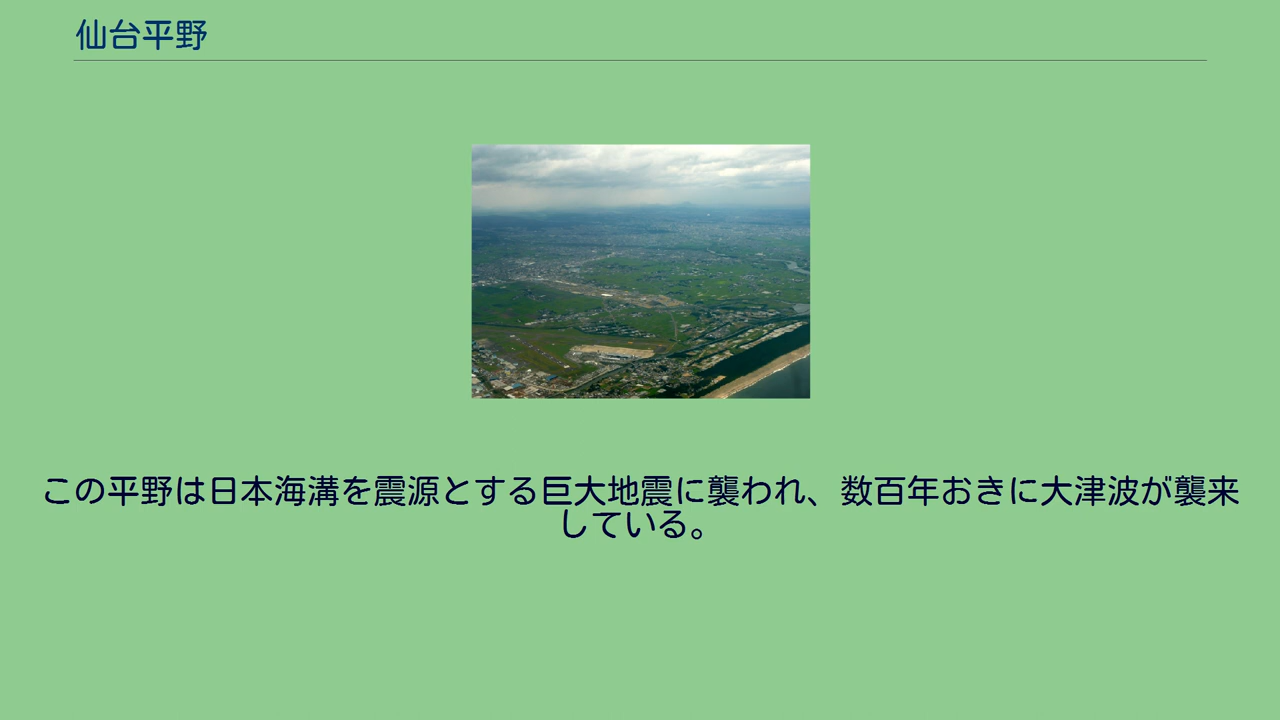 仙台平野
この平野は日本海溝を震源とする巨大地震に襲われ、数百年おきに大津波が襲来
している。